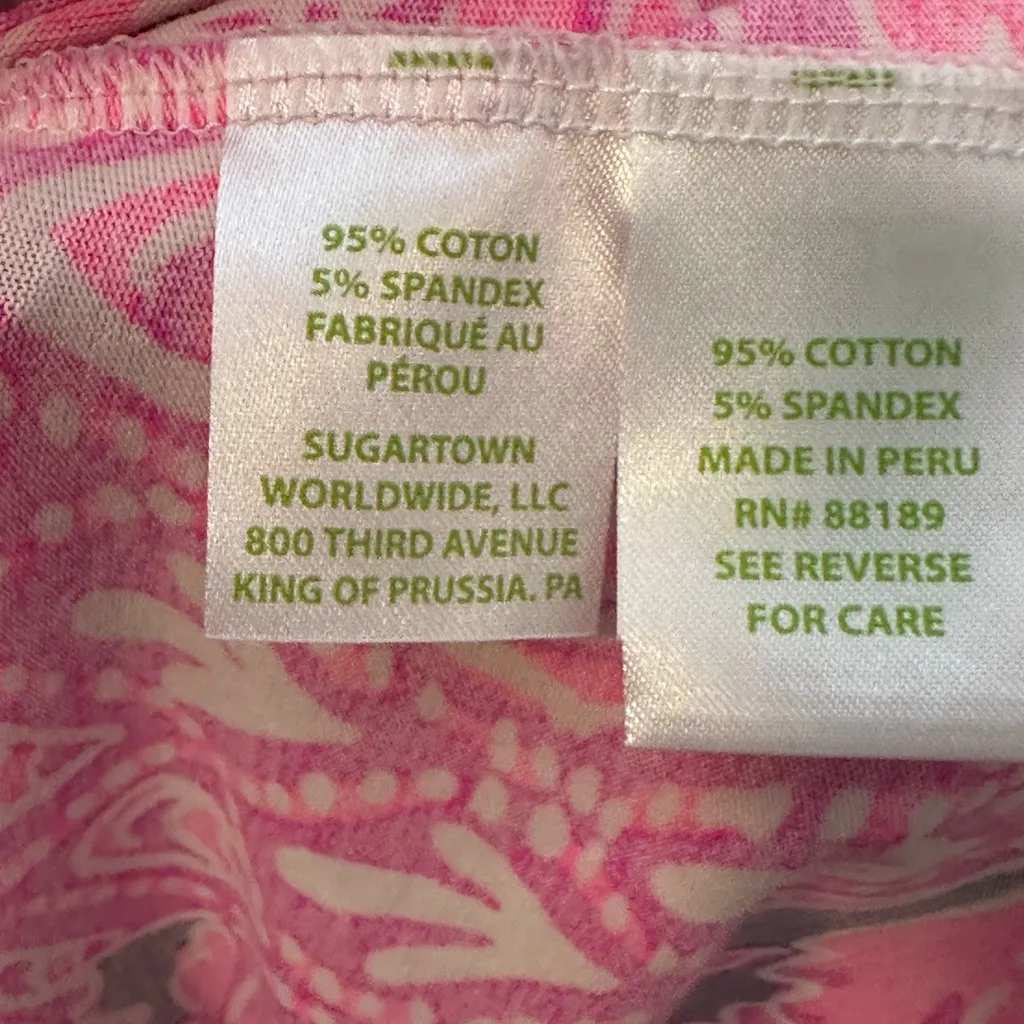 95% COTON
5% SPANDEX
FABRIQUÉ AU
PÉROU
SUGARTOWN
WORLDWIDE, LLC
800 THIRD AVENUE
KING OF PRUSSIA. PA
95% COTTON
5% SPANDEX
MADE IN PERU
RN# 88189
SEE REVERSE
FOR CARE